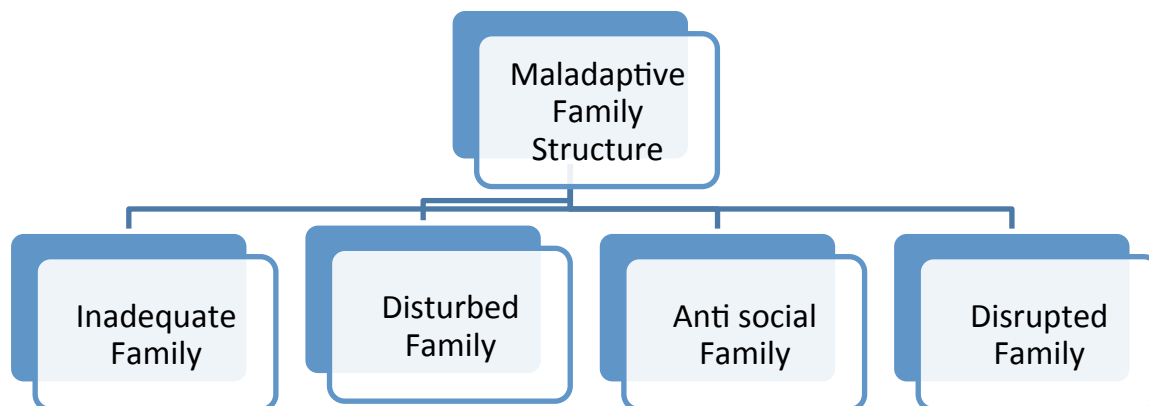 Maladaptive
Family
Structure
Inadequate
Family
Disturbed
Family
Anti social
Family
Disrupted
Family